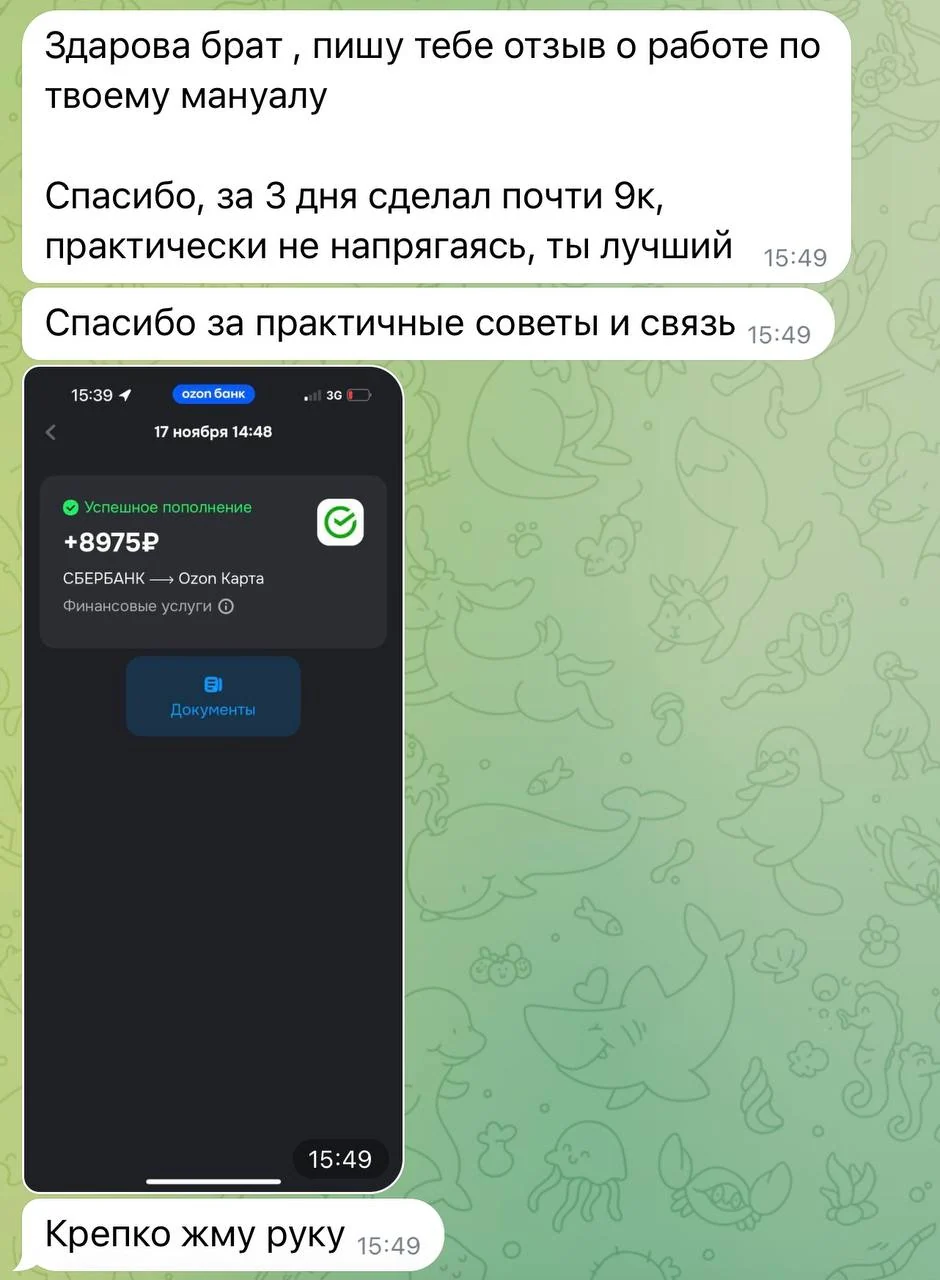 Здарова брат , пишу тебе отзыв о работе по
твоему мануалу
Спасибо, за 3 дня сделал почти 9к,
практически не напрягаясь, ты лучший 15:49
Спасибо за практичные советы и связь 15:49
15:39 ozon банк 3G
17 ноября 14:48
Успешное пополнение
+8975₽
СБЕРБАНК → Ozon Карта
Финансовые услуги
Документы
15:49
Крепко жму руку 15:49